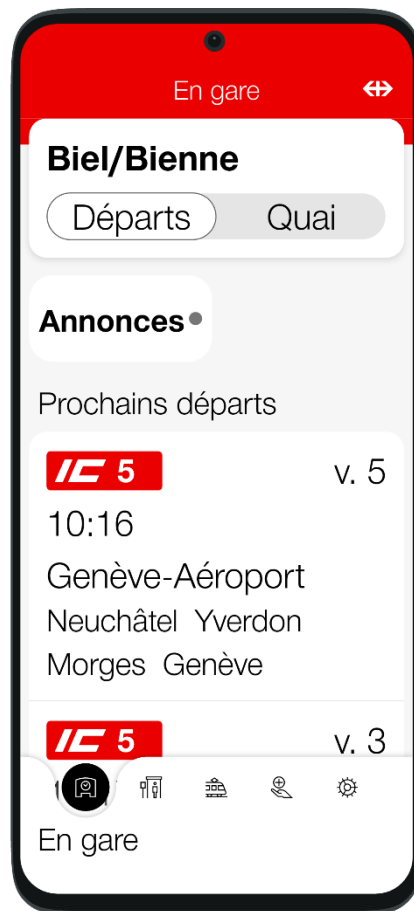 En gare
Biel/Bienne
Départs Quai
Annonces
Prochains départs
IC 5 v. 5
10:16
Genève-Aéroport
Neuchâtel Yverdon
Morges Genève
IC 5 v. 3
En gare